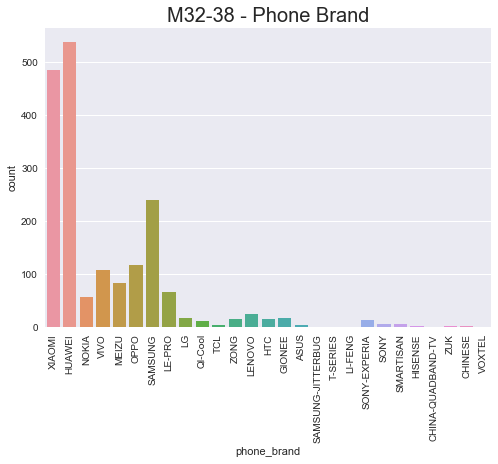 M32-38 - Phone Brand
count
500
400
300
200
100
0
XIAOMI
HUAWEI
NOKIA
VIVO
MEIZU
OPPO
SAMSUNG
LE-PRO
LG
QI-Cool
TCL
ZONG
LENOVO
HTC
GIONEE
ASUS
SAMSUNG-JITTERBUG
T-SERIES
LI-FENG
SONY-EXPERIA
SONY
SMARTISAN
HISENSE
CHINA-QUADBAND-TV
ZUK
CHINESE
VOXTEL
phone_brand